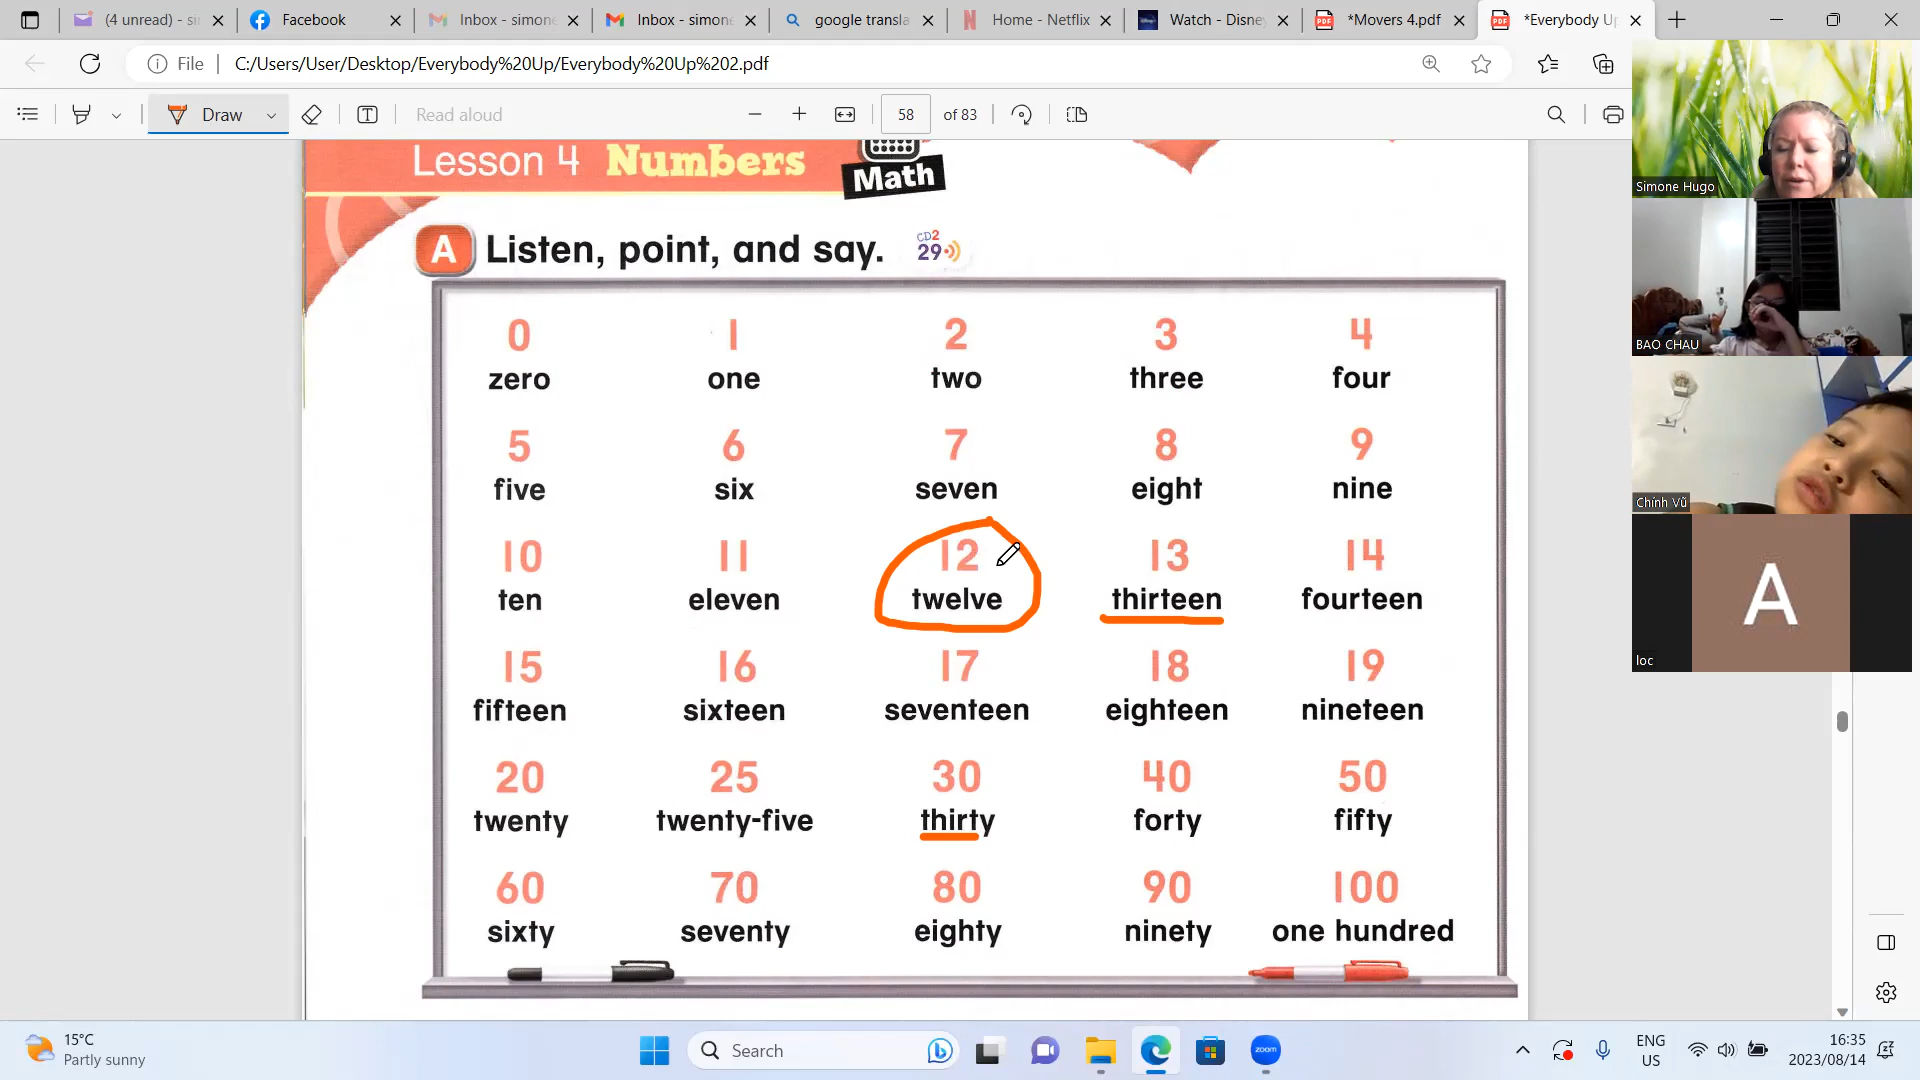 (4 unread) - si
Facebook
Inbox - simone
Inbox - simone
google transla
Home - Netflix
Watch - Disney
*Movers 4.pdf
*Everybody Up
File
C:/Users/User/Desktop/Everybody%20Up/Everybody%20Up%202.pdf
Draw
Read aloud
58
of 83
Lesson 4 Numbers
Math
A Listen, point, and say.
CD2
29
0 1 2 3 4
zero one two three four
5 6 7 8 9
five six seven eight nine
10 11 12 13 14
ten eleven twelve thirteen fourteen
15 16 17 18 19
fifteen sixteen seventeen eighteen nineteen
20 25 30 40 50
twenty twenty-five thirty forty fifty
60 70 80 90 100
sixty seventy eighty ninety one hundred
Simone Hugo
BAO CHAU
Chính Vũ
A
loc
15°C
Partly sunny
Search
zoom
ENG
US
16:35
2023/08/14